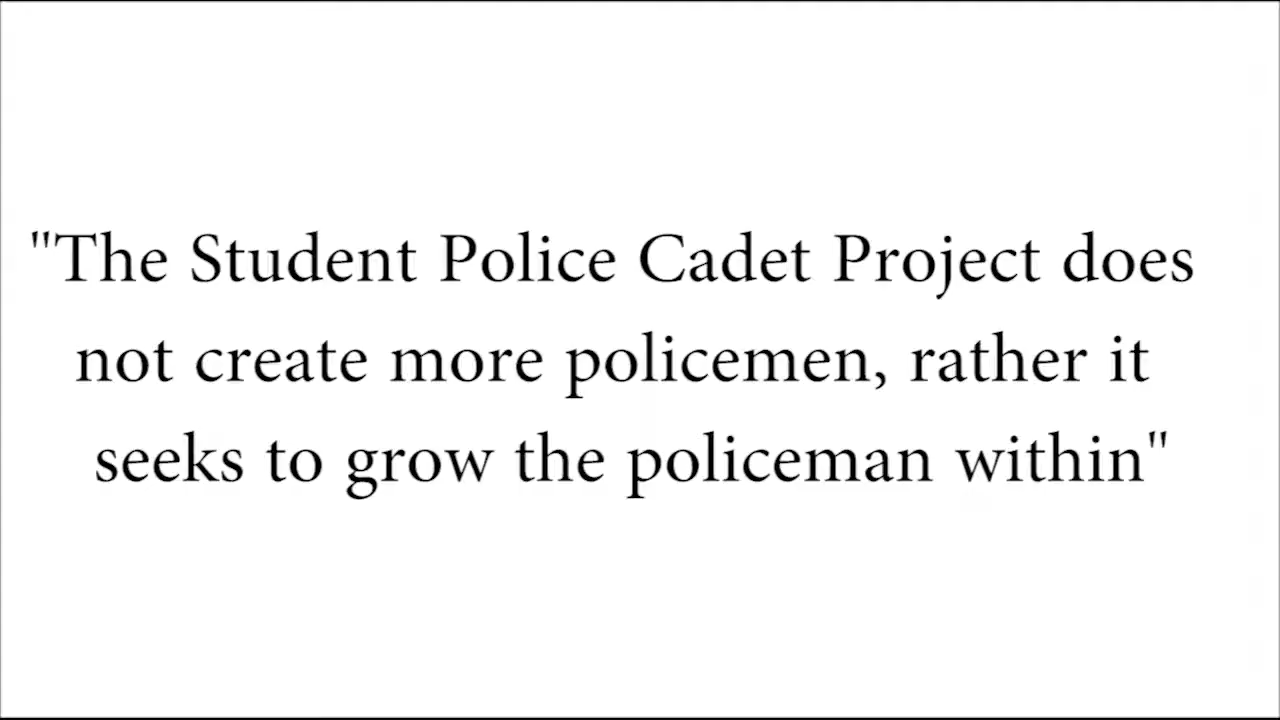 "The Student Police Cadet Project does
not create more policemen, rather it
seeks to grow the policeman within"